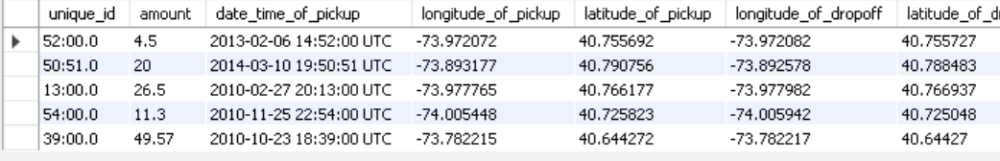 unique_id amount date_time_of_pickup longitude_of_pickup latitude_of_pickup longitude_of_dropoff latitude_of_d
52:00.0 4.5 2013-02-06 14:52:00 UTC -73.972072 40.755692 -73.972082 40.755727
50:51.0 20 2014-03-10 19:50:51 UTC -73.893177 40.790756 -73.892578 40.788483
13:00.0 26.5 2010-02-27 20:13:00 UTC -73.977765 40.766177 -73.977982 40.766937
54:00.0 11.3 2010-11-25 22:54:00 UTC -74.005448 40.725823 -74.005942 40.725048
39:00.0 49.57 2010-10-23 18:39:00 UTC -73.782215 40.644272 -73.782217 40.64427